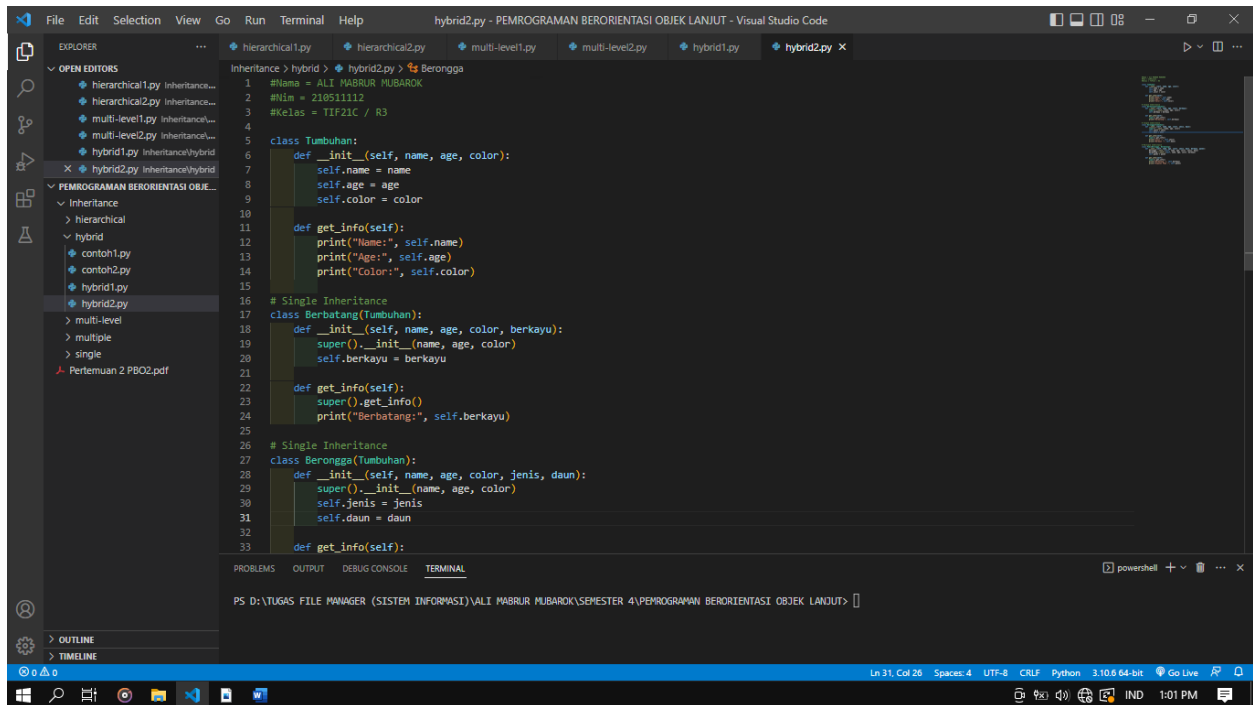 File Edit Selection View Go Run Terminal Help hybrid2.py - PEMROGRAMAN BERORIENTASI OBJEK LANJUT - Visual Studio Code
EXPLORER
hierarchical1.py hierarchical2.py multi-level1.py multi-level2.py hybrid1.py hybrid2.py
OPEN EDITORS
hierarchical1.py Inheritance...
hierarchical2.py Inheritance...
multi-level1.py Inheritance\...
multi-level2.py Inheritance\...
hybrid1.py Inheritance\hybrid
hybrid2.py Inheritance\hybrid
PEMROGRAMAN BERORIENTASI OBJE...
Inheritance
hierarchical
hybrid
contoh1.py
contoh2.py
hybrid1.py
hybrid2.py
multi-level
multiple
single
Pertemuan 2 PBO2.pdf
OUTLINE
TIMELINE
Inheritance > hybrid > hybrid2.py > Berongga
1 #Nama = ALI MABRUR MUBAROK
2 #Nim = 210511112
3 #Kelas = TIF21C / R3
4
5 class Tumbuhan:
6 def __init__(self, name, age, color):
7 self.name = name
8 self.age = age
9 self.color = color
10
11 def get_info(self):
12 print("Name:", self.name)
13 print("Age:", self.age)
14 print("Color:", self.color)
15
16 # Single Inheritance
17 class Berbatang(Tumbuhan):
18 def __init__(self, name, age, color, berkayu):
19 super().__init__(name, age, color)
20 self.berkayu = berkayu
21
22 def get_info(self):
23 super().get_info()
24 print("Berbatang:", self.berkayu)
25
26 # Single Inheritance
27 class Berongga(Tumbuhan):
28 def __init__(self, name, age, color, jenis, daun):
29 super().__init__(name, age, color)
30 self.jenis = jenis
31 self.daun = daun
32
33 def get_info(self):
PROBLEMS OUTPUT DEBUG CONSOLE TERMINAL powershell
PS D:\TUGAS FILE MANAGER (SISTEM INFORMASI)\ALI MABRUR MUBAROK\SEMESTER 4\PEMROGRAMAN BERORIENTASI OBJEK LANJUT>
0 0 Ln 31, Col 26 Spaces: 4 UTF-8 CRLF Python 3.10.6 64-bit Go Live
IND 1:01 PM